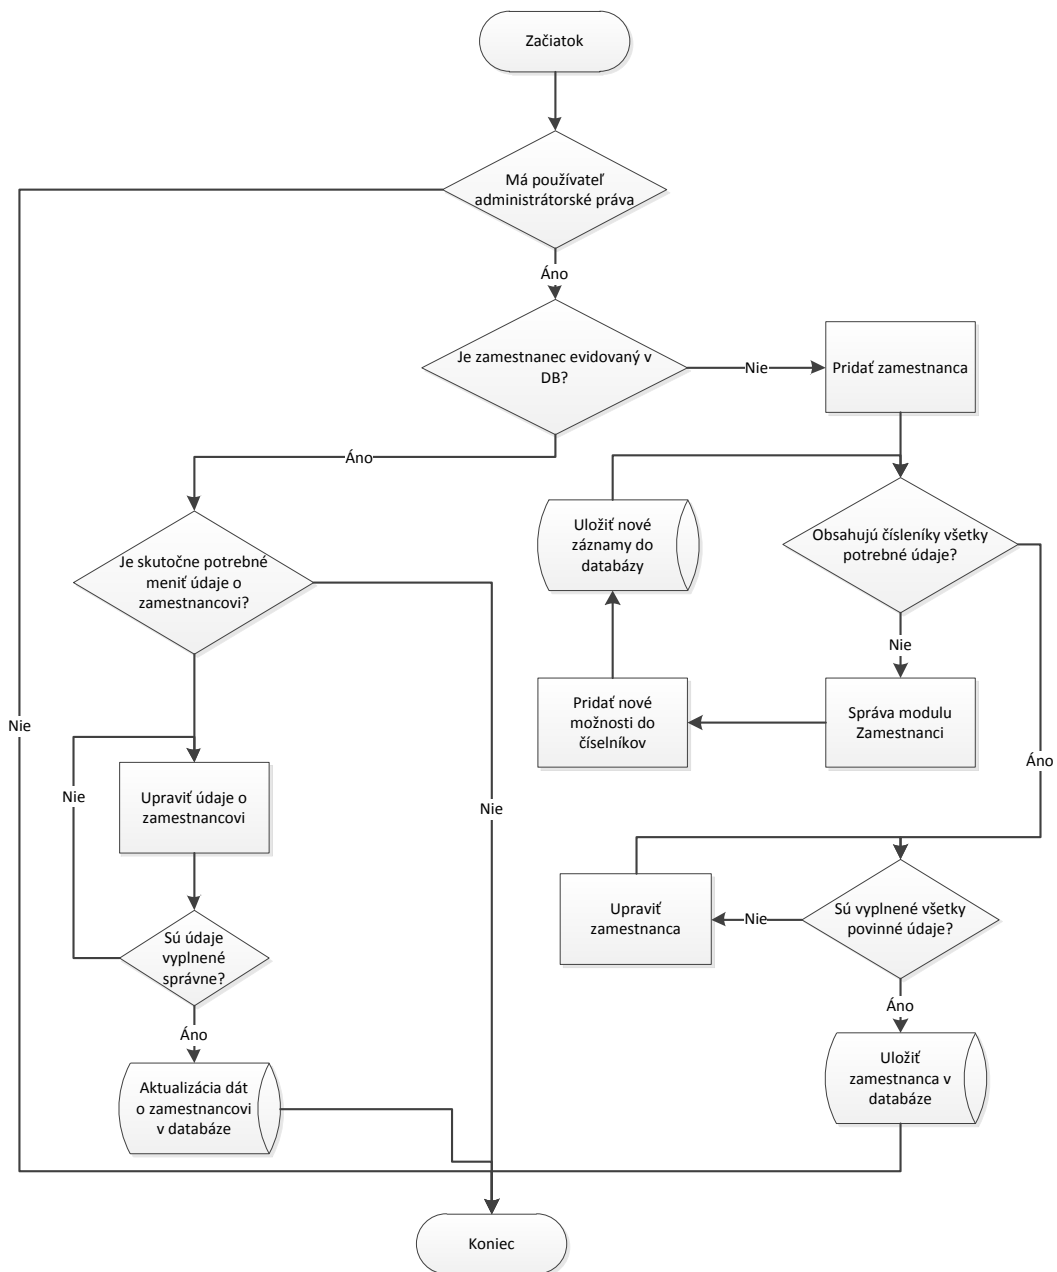 Začiatok
Má používateľ
administrátorské práva
Áno
Je zamestnanec evidovaný v
DB?
Nie
Pridať zamestnanca
Áno
Uložiť nové
záznamy do
databázy
Obsahujú čísleníky všetky
potrebné údaje?
Je skutočne potrebné
meniť údaje o
zamestnancovi?
Nie
Pridať nové
možnosti do
číselníkov
Správa modulu
Zamestnanci
Nie
Áno
Nie
Upraviť údaje o
zamestnancovi
Nie
Upraviť
zamestnanca
Nie
Sú vyplnené všetky
povinné údaje?
Sú údaje
vyplnené
správne?
Áno
Áno
Uložiť
zamestnanca v
databáze
Aktualizácia dát
o zamestnancovi
v databáze
Koniec